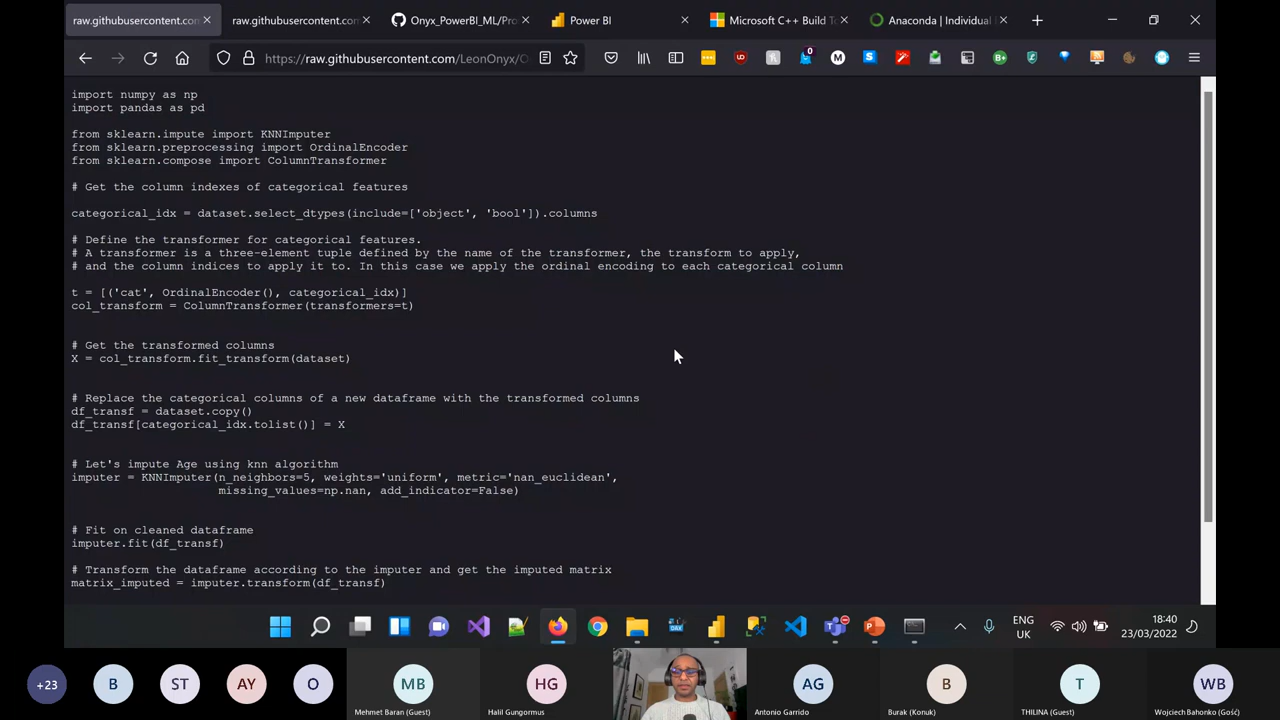 raw.githubusercontent.com/
raw.githubusercontent.com/
Onyx_PowerBI_ML/Pro
Power BI
Microsoft C++ Build To
Anaconda | Individual
https://raw.githubusercontent.com/LeonOnyx/O
import numpy as np
import pandas as pd
from sklearn.impute import KNNImputer
from sklearn.preprocessing import OrdinalEncoder
from sklearn.compose import ColumnTransformer
# Get the column indexes of categorical features
categorical_idx = dataset.select_dtypes(include=['object', 'bool']).columns
# Define the transformer for categorical features.
# A transformer is a three-element tuple defined by the name of the transformer, the transform to apply,
# and the column indices to apply it to. In this case we apply the ordinal encoding to each categorical column
t = [('cat', OrdinalEncoder(), categorical_idx)]
col_transform = ColumnTransformer(transformers=t)
# Get the transformed columns
X = col_transform.fit_transform(dataset)
# Replace the categorical columns of a new dataframe with the transformed columns
df_transf = dataset.copy()
df_transf[categorical_idx.tolist()] = X
# Let's impute Age using knn algorithm
imputer = KNNImputer(n_neighbors=5, weights='uniform', metric='nan_euclidean',
missing_values=np.nan, add_indicator=False)
# Fit on cleaned dataframe
imputer.fit(df_transf)
# Transform the dataframe according to the imputer and get the imputed matrix
matrix_imputed = imputer.transform(df_transf)
ENG
UK
18:40
23/03/2022
+23
B
ST
AY
O
MB
Mehmet Baran (Guest)
HG
Halil Gungormus
AG
Antonio Garrido
B
Burak (Konuk)
T
THILINA (Guest)
WB
Wojciech Bahonko (Gość)